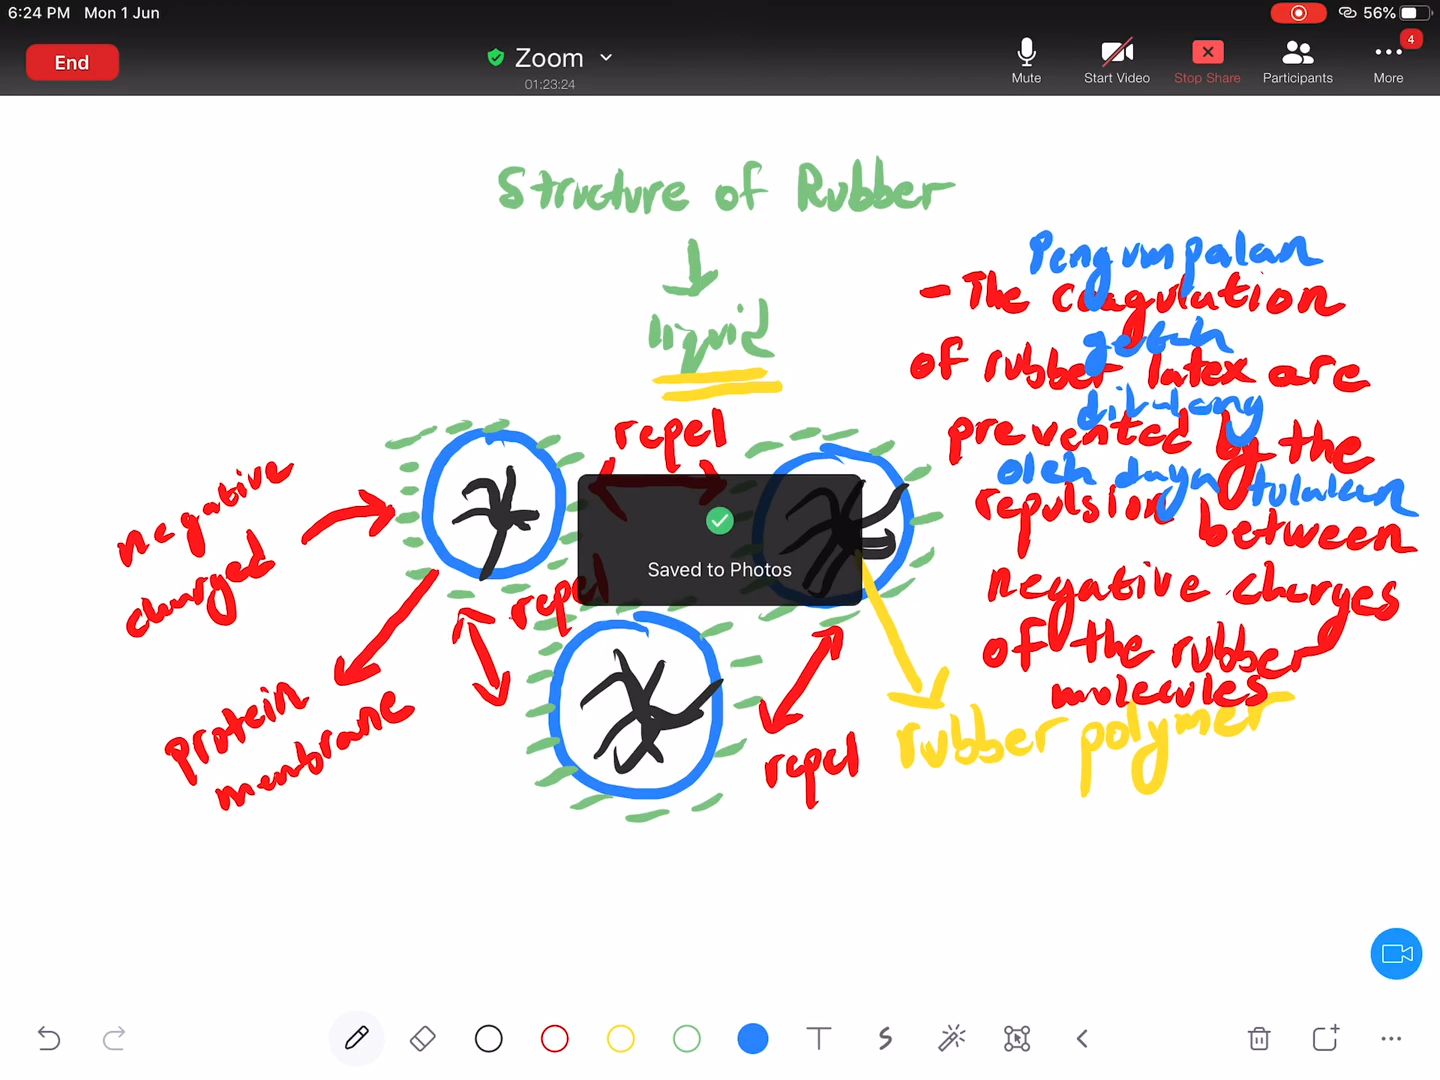 6:24 PM Mon 1 Jun
56%
End
Zoom
01:23:24
Mute
Start Video
Stop Share
Participants
More
4
Structure of Rubber
liquid
Pengumpalan
- The coagulation
getah
of rubber latex are
dihalang
prevented by the
oleh daya tolakan
repulsion between
negative charges
of the rubber
molecules
repel
negative
charged
repel
Saved to Photos
protein
membrane
repel
rubber polymer
T